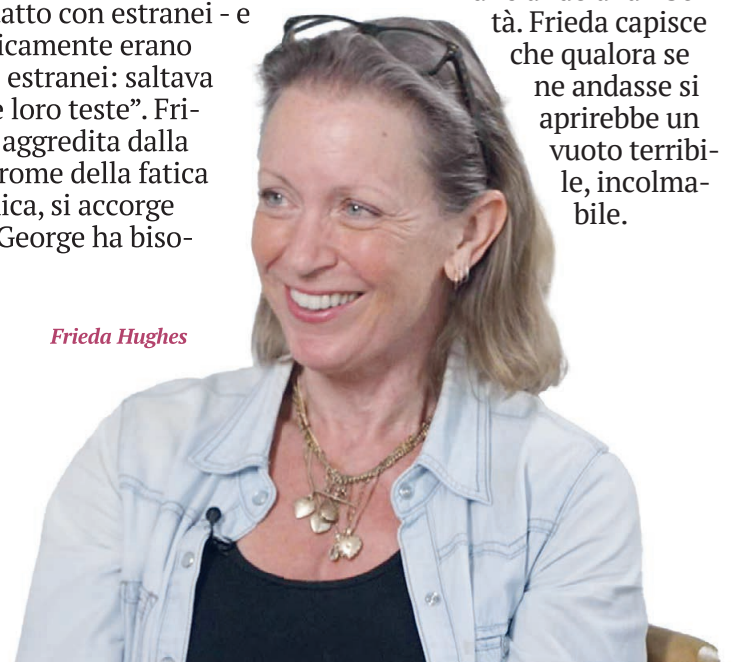 atto con estranei - e
icamente erano
estranei: saltava
e loro teste”. Fri-
aggredita dalla
rome della fatica
ica, si accorge
George ha biso-
Frieda Hughes
tà. Frieda capisce
che qualora se
ne andasse si
aprirebbe un
vuoto terribi-
le, incolma-
bile.